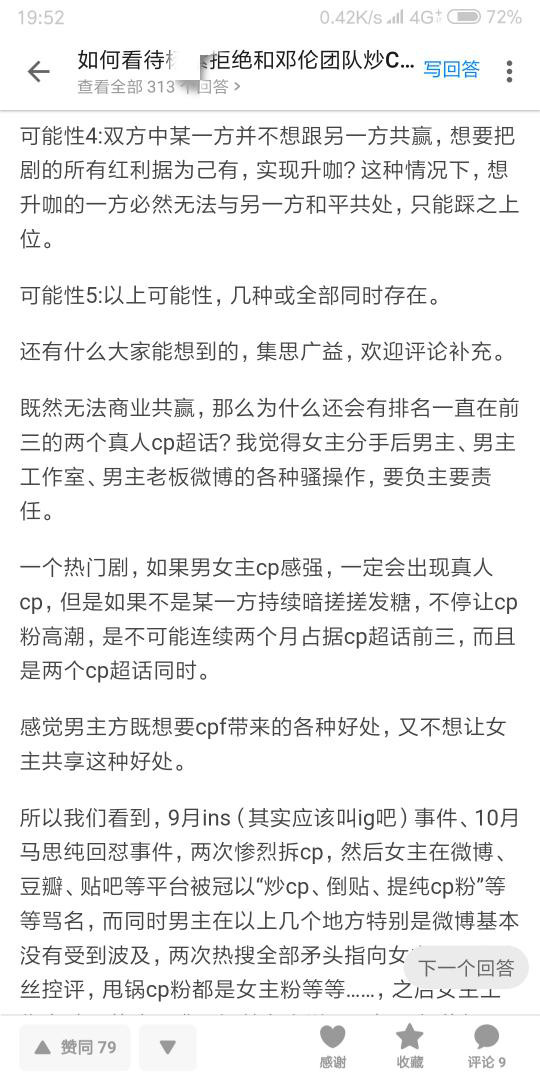 19:52
0.42K/s 4G+ 72%
如何看待 拒绝和邓伦团队炒C...
写回答
查看全部 313 个回答 >
可能性4:双方中某一方并不想跟另一方共赢，想要把
剧的所有红利据为己有，实现升咖？这种情况下，想
升咖的一方必然无法与另一方和平共处，只能踩之上
位。
可能性5:以上可能性，几种或全部同时存在。
还有什么大家能想到的，集思广益，欢迎评论补充。
既然无法商业共赢，那么为什么还会有排名一直在前
三的两个真人cp超话？我觉得女主分手后男主、男主
工作室、男主老板微博的各种骚操作，要负主要责
任。
一个热门剧，如果男女主cp感强，一定会出现真人
cp，但是如果不是某一方持续暗搓搓发糖，不停让cp
粉高潮，是不可能连续两个月占据cp超话前三，而且
是两个cp超话同时。
感觉男主方既想要cpf带来的各种好处，又不想让女
主共享这种好处。
所以我们看到，9月ins（其实应该叫ig吧）事件、10月
马思纯回怼事件，两次惨烈拆cp，然后女主在微博、
豆瓣、贴吧等平台被冠以“炒cp、倒贴、提纯cp粉”等
等骂名，而同时男主在以上几个地方特别是微博基本
没有受到波及，两次热搜全部矛头指向女
下一个回答
丝控评，甩锅cp粉都是女主粉等等……，之后女主工
赞同 79
感谢
收藏
评论 9